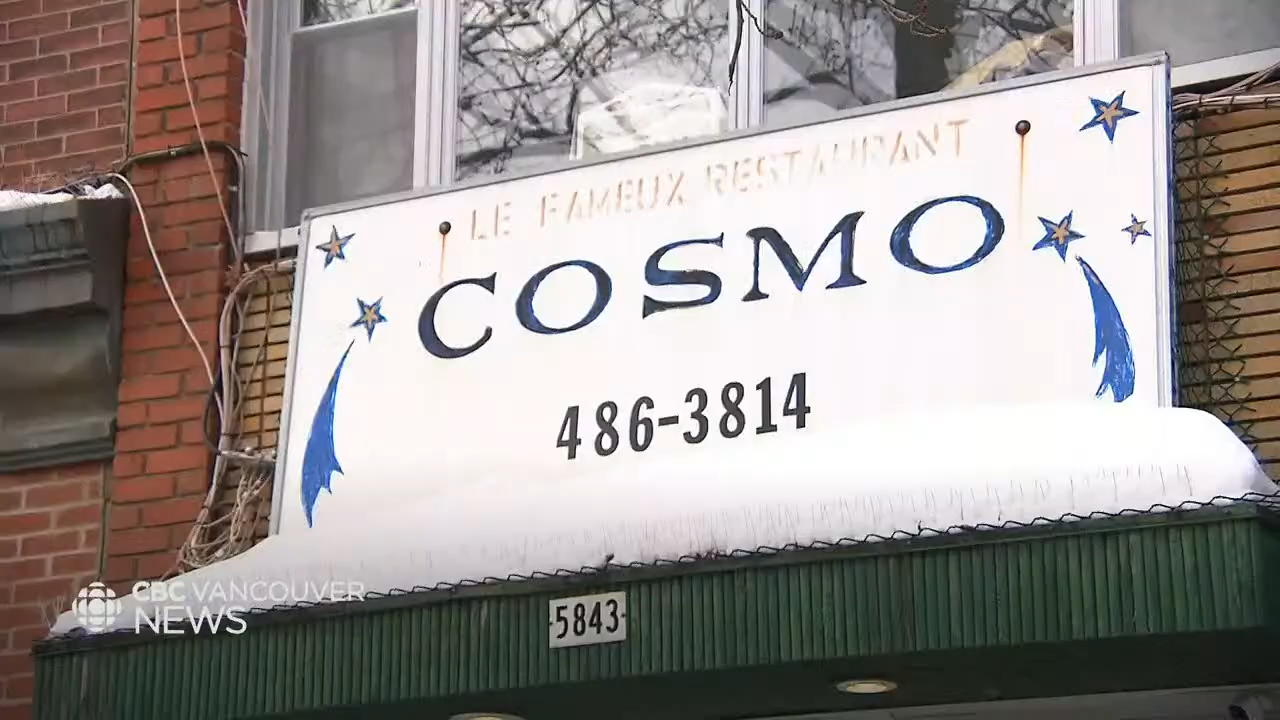 LE FAMEUX RESTAURANT
COSMO
486-3814
5843
CBC VANCOUVER
NEWS